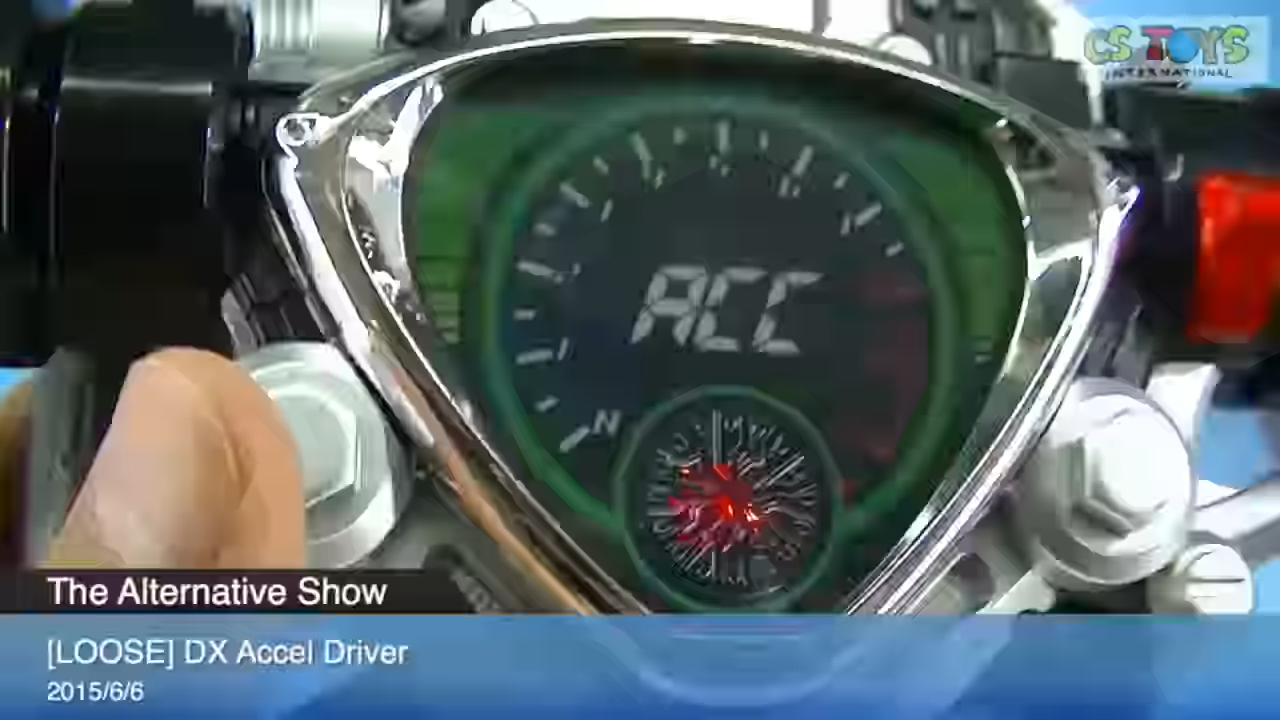 CS TOYS
INTERNATIONAL
ACC
N
The Alternative Show
[LOOSE] DX Accel Driver
2015/6/6